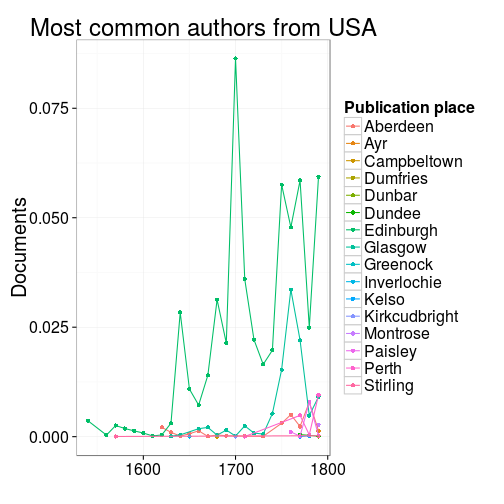 Most common authors from USA
Documents
0.075
0.050
0.025
0.000
1600
1700
1800
Publication place
Aberdeen
Ayr
Campbeltown
Dumfries
Dunbar
Dundee
Edinburgh
Glasgow
Greenock
Inverlochie
Kelso
Kirkcudbright
Montrose
Paisley
Perth
Stirling